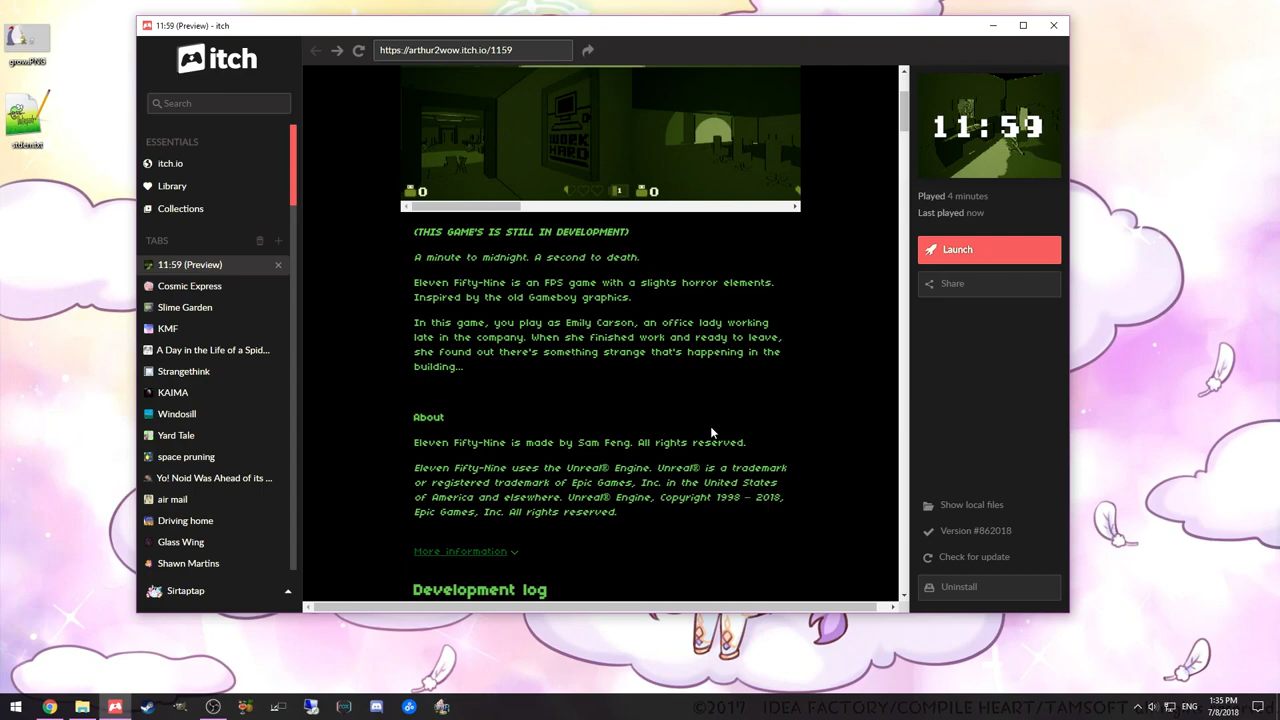 grow.PNG
stdem.txt
11:59 (Preview) - itch
itch
https://arthur2wow.itch.io/1159
Search
ESSENTIALS
itch.io
Library
Collections
TABS
11:59 (Preview)
Cosmic Express
Slime Garden
KMF
A Day in the Life of a Spid...
Strangethink
KAIMA
Windosill
Yard Tale
space pruning
Yo! Noid Was Ahead of its ...
air mail
Driving home
Glass Wing
Shawn Martins
Sirtaptap
WORK
HARD
0
1
0
(THIS GAME'S IS STILL IN DEVELOPMENT)
A minute to midnight. A second to death.
Eleven Fifty-Nine is an FPS game with a slights horror elements.
Inspired by the old Gameboy graphics.
In this game, you play as Emily Carson, an office lady working
late in the company. When she finished work and ready to leave,
she found out there's something strange that's happening in the
building...
About
Eleven Fifty-Nine is made by Sam Feng. All rights reserved.
Eleven Fifty-Nine uses the Unreal® Engine. Unreal® is a trademark
or registered trademark of Epic Games, Inc. in the United States
of America and elsewhere. Unreal® Engine, Copyright 1998 – 2018,
Epic Games, Inc. All rights reserved.
More information
Development log
11:59
Played 4 minutes
Last played now
Launch
Share
Show local files
Version #862018
Check for update
Uninstall
©2017 IDEA FACTORY/COMPILE HEART/TAMSOFT
ENG
1:35 PM
7/8/2018